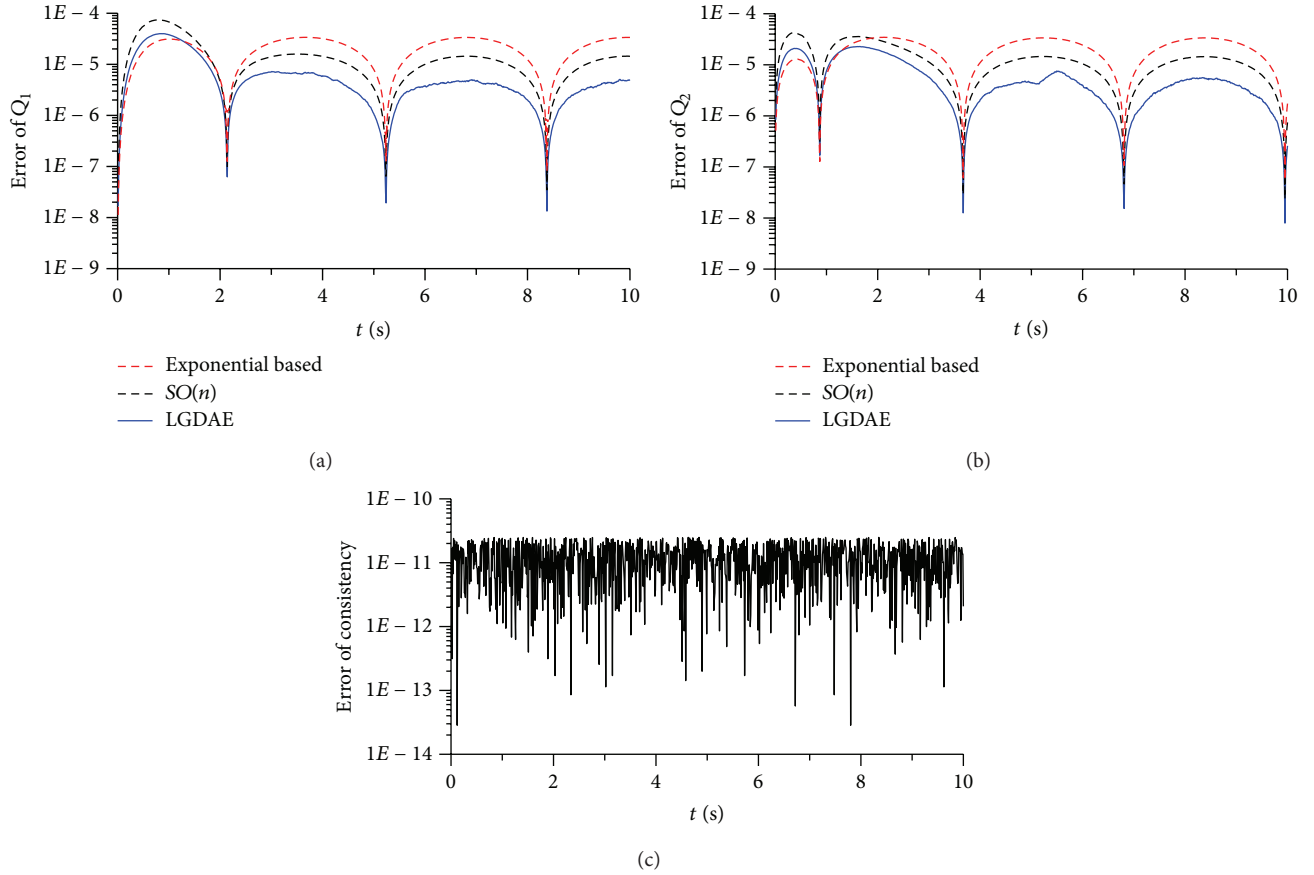 1E − 4
1E − 5
1E − 6
1E − 7
1E − 8
1E − 9
Error of Q1
0 2 4 6 8 10
t (s)
Exponential based
SO(n)
LGDAE
(a)
1E − 4
1E − 5
1E − 6
1E − 7
1E − 8
1E − 9
Error of Q2
0 2 4 6 8 10
t (s)
Exponential based
SO(n)
LGDAE
(b)
1E − 10
1E − 11
1E − 12
1E − 13
1E − 14
Error of consistency
0 2 4 6 8 10
t (s)
(c)